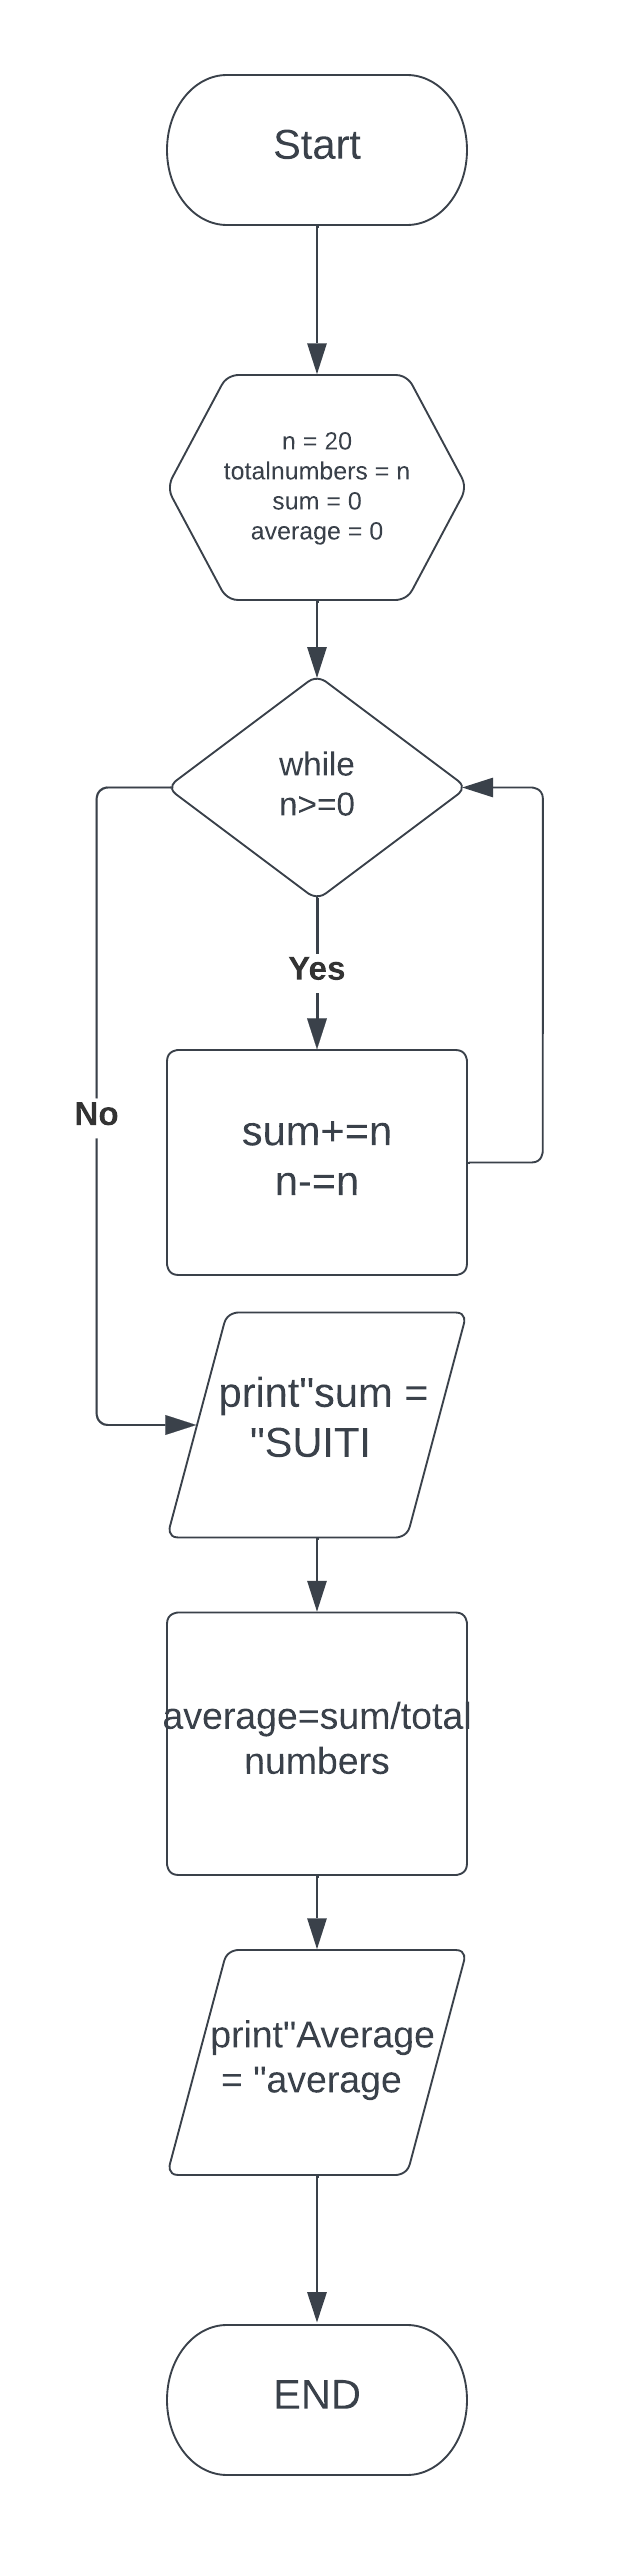 Start
n = 20
totalnumbers = n
sum = 0
average = 0
while
n>=0
Yes
No
sum+=n
n-=n
print"sum =
"SUITI
average=sum/total
numbers
print"Average
= "average
END